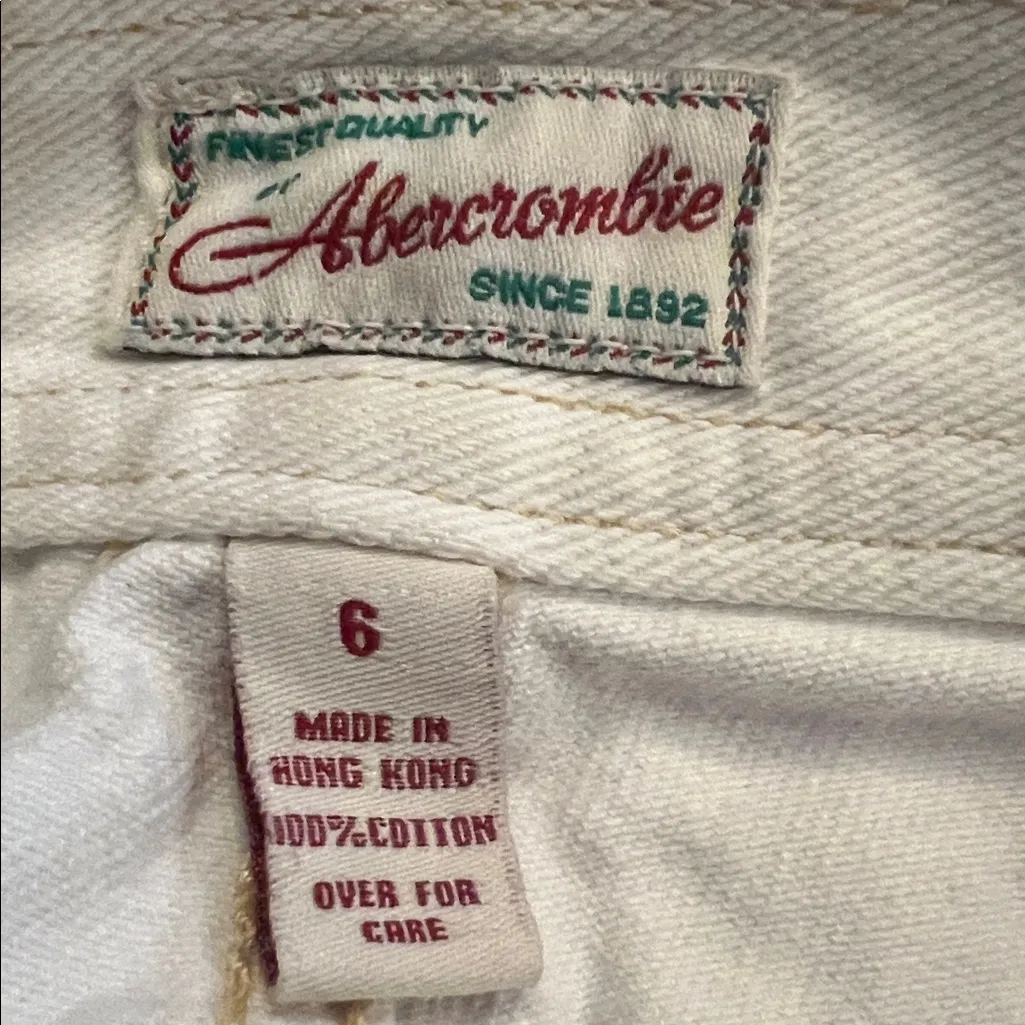 FINEST QUALITY
Abercrombie
SINCE 1892
6
MADE IN
HONG KONG
100% COTTON
OVER FOR
CARE